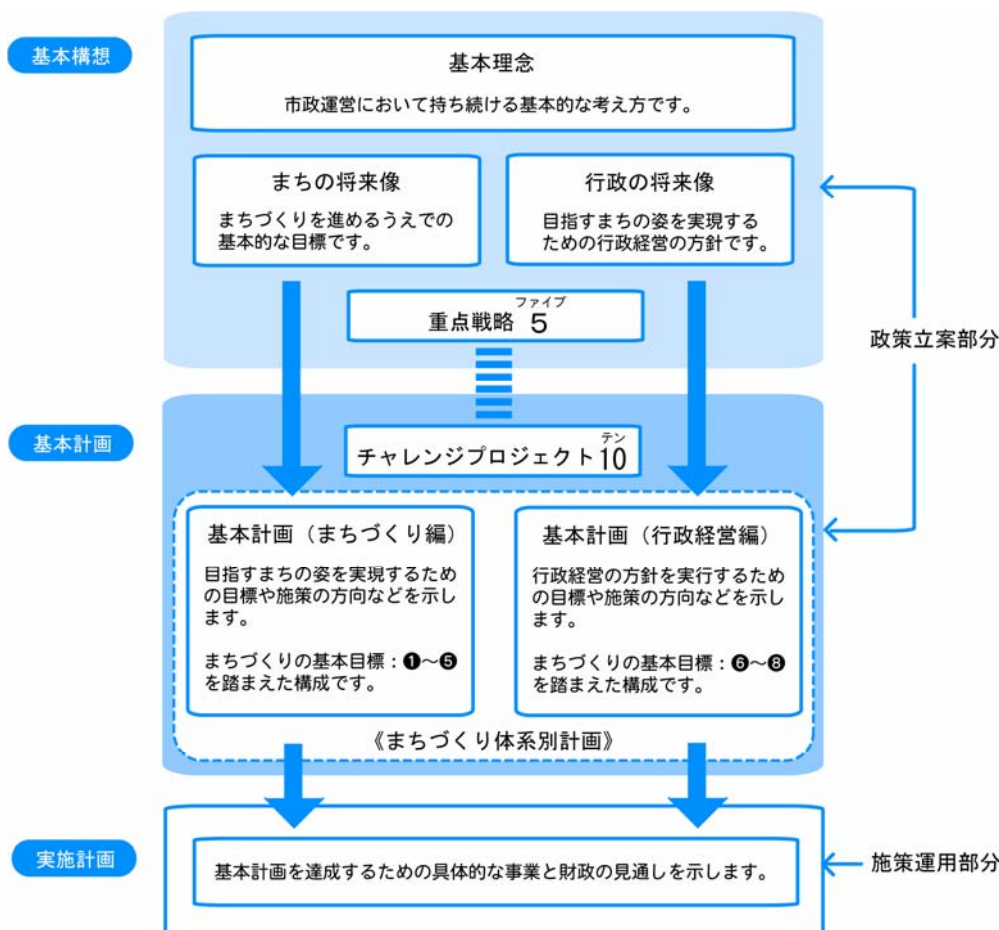 基本構想
基本理念
市政運営において持ち続ける基本的な考え方です。
まちの将来像
まちづくりを進めるうえでの
基本的な目標です。
行政の将来像
目指すまちの姿を実現する
ための行政経営の方針です。
ファイブ
重点戦略 5
政策立案部分
基本計画
テン
チャレンジプロジェクト10
基本計画(まちづくり編)
目指すまちの姿を実現するため
の目標や施策の方向などを示し
ます。
まちづくりの基本目標:❶～❺
を踏まえた構成です。
基本計画(行政経営編)
行政経営の方針を実行するため
の目標や施策の方向などを示し
ます。
まちづくりの基本目標:❻～❽
を踏まえた構成です。
《まちづくり体系別計画》
実施計画
基本計画を達成するための具体的な事業と財政の見通しを示します。
施策運用部分